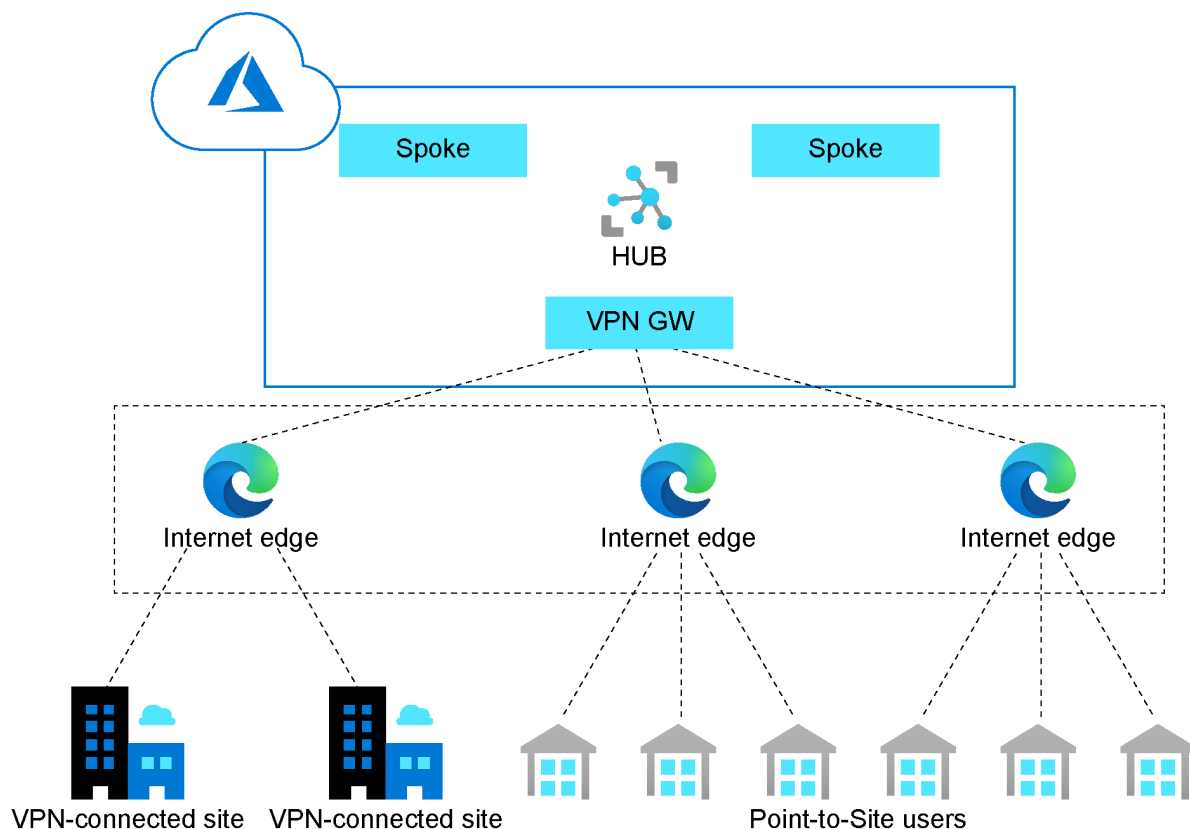 Spoke
Spoke
HUB
VPN GW
Internet edge
Internet edge
Internet edge
VPN-connected site
VPN-connected site
Point-to-Site users